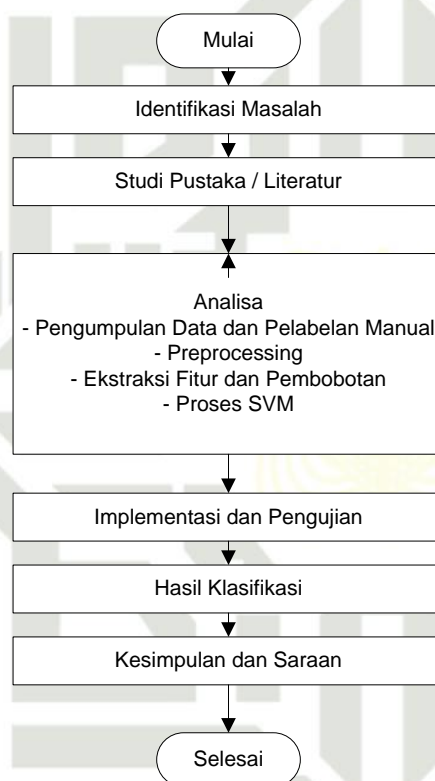 Mulai
Identifikasi Masalah
Studi Pustaka / Literatur
Analisa
- Pengumpulan Data dan Pelabelan Manual
- Preprocessing
- Ekstraksi Fitur dan Pembobotan
- Proses SVM
Implementasi dan Pengujian
Hasil Klasifikasi
Kesimpulan dan Saraan
Selesai